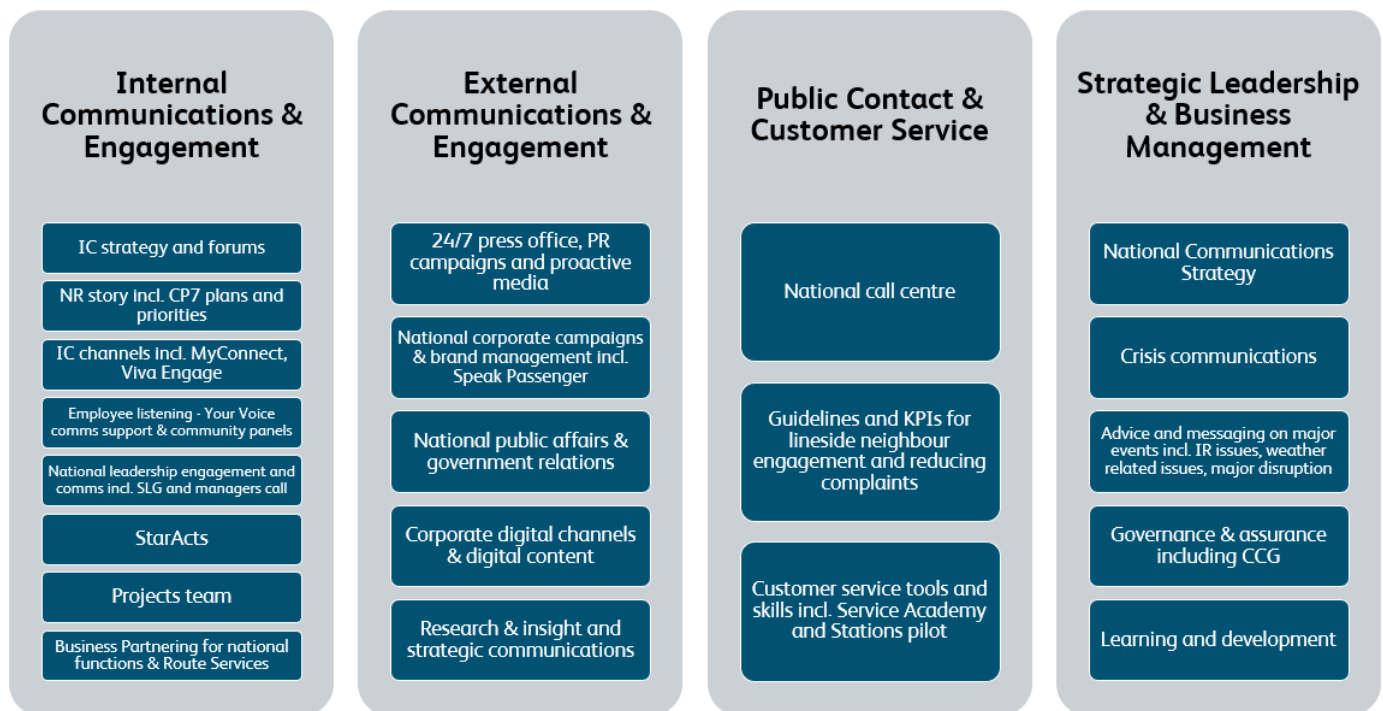 Internal
Communications &
Engagement
IC strategy and forums
NR story incl. CP7 plans and
priorities
IC channels incl. MyConnect,
Viva Engage
Employee listening - Your Voice
comms support & community panels
National leadership engagement and
comms incl. SLG and managers call
StarActs
Projects team
Business Partnering for national
functions & Route Services
External
Communications &
Engagement
24/7 press office, PR
campaigns and proactive
media
National corporate campaigns
& brand management incl.
Speak Passenger
National public affairs &
government relations
Corporate digital channels
& digital content
Research & insight and
strategic communications
Public Contact &
Customer Service
National call centre
Guidelines and KPIs for
lineside neighbour
engagement and reducing
complaints
Customer service tools and
skills incl. Service Academy
and Stations pilot
Strategic Leadership
& Business
Management
National Communications
Strategy
Crisis communications
Advice and messaging on major
events incl. IR issues, weather
related issues, major disruption
Governance & assurance
including CCG
Learning and development